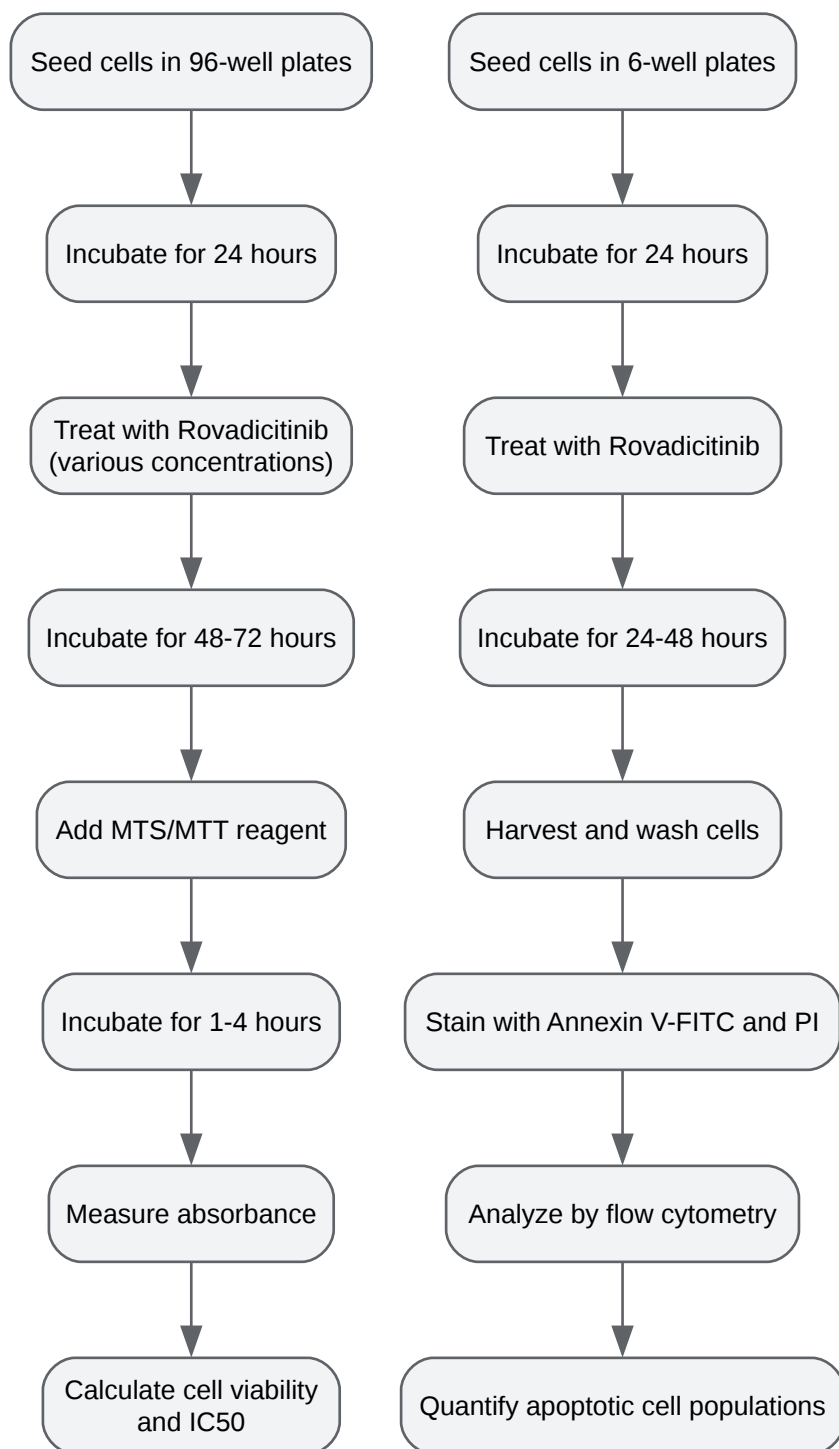 Seed cells in 96-well plates
Incubate for 24 hours
Treat with Rovadicitinib
(various concentrations)
Incubate for 48-72 hours
Add MTS/MTT reagent
Incubate for 1-4 hours
Measure absorbance
Calculate cell viability
and IC50
Seed cells in 6-well plates
Incubate for 24 hours
Treat with Rovadicitinib
Incubate for 24-48 hours
Harvest and wash cells
Stain with Annexin V-FITC and PI
Analyze by flow cytometry
Quantify apoptotic cell populations